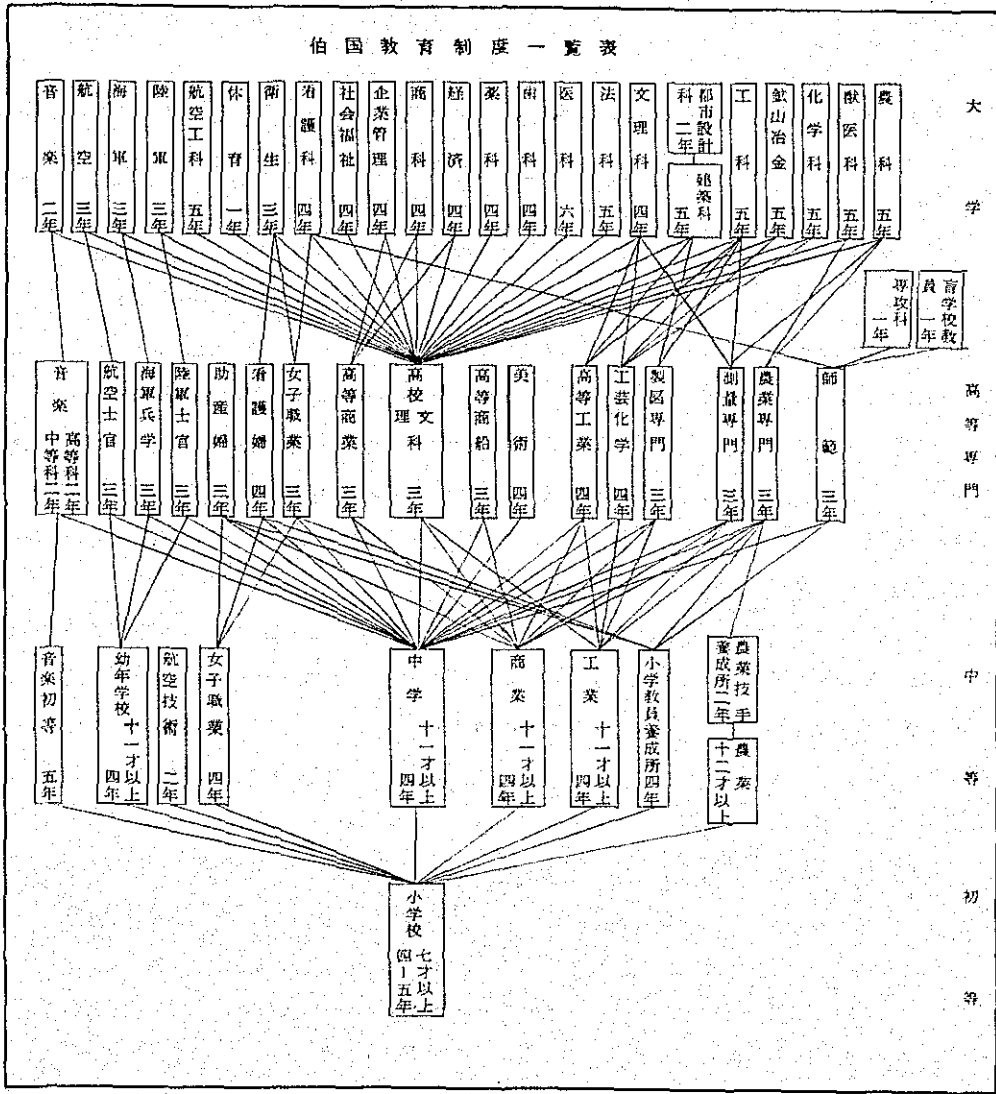 伯国教育制度一覧表
大学
農科 五年
獣医科 五年
化学科 五年
鉱山冶金 五年
工科 五年
都市設計
科 二年
建築科
五年
文理科 四年
法科 五年
医科 六年
歯科 四年
薬科 四年
経済 四年
商科 四年
企業管理 四年
社会福祉 四年
看護科 四年
衛生 三年
体育 一年
航空工科 五年
陸軍 三年
海軍 三年
航空 三年
音楽 二年
盲学校教
員 一年
専攻科
一年
高等専門
師範 三年
農業専門 三年
測量専門 三年
製図専門 三年
工芸化学 四年
高等工業 四年
美術 四年
高等商船 三年
高校 文科
理
三年
高等商業 三年
女子職業 三年
看護婦 四年
助産婦 三年
陸軍士官 三年
海軍兵学 三年
航空士官 三年
音楽
高等科二年
中等科二年
中等
農業技手
養成所二年
農業
十二才以上
小学教員養成所四年
工業 十一才以上
四年
商業 十一才以上
四年
中学 十一才以上
四年
女子職業 四年
航空技術 二年
幼年学校 十一才以上
四年
音楽初等 五年
初等
小学校 七才以上
四ー五年